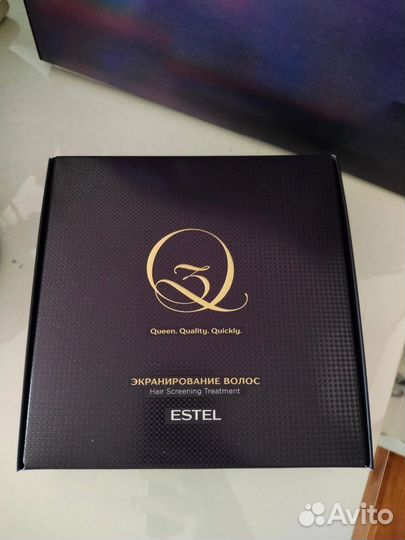 Q3
Queen. Quality. Quickly.
ЭКРАНИРОВАНИЕ ВОЛОС
Hair Screening Treatment
ESTEL
Avito